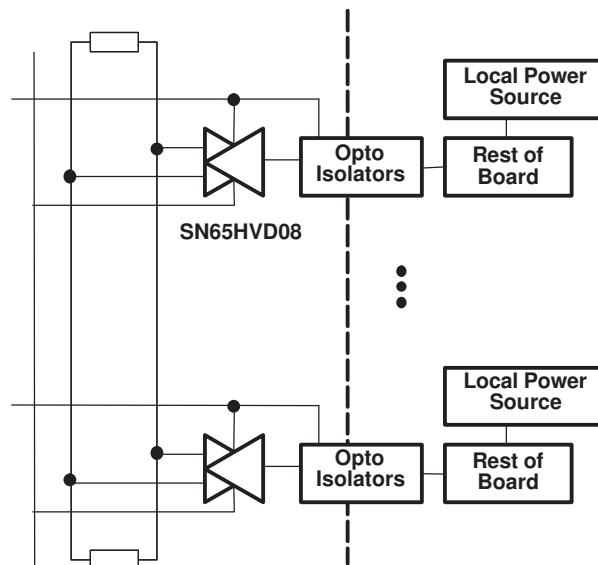 Local Power
Source
Opto
Isolators
Rest of
Board
SN65HVD08
Local Power
Source
Opto
Isolators
Rest of
Board